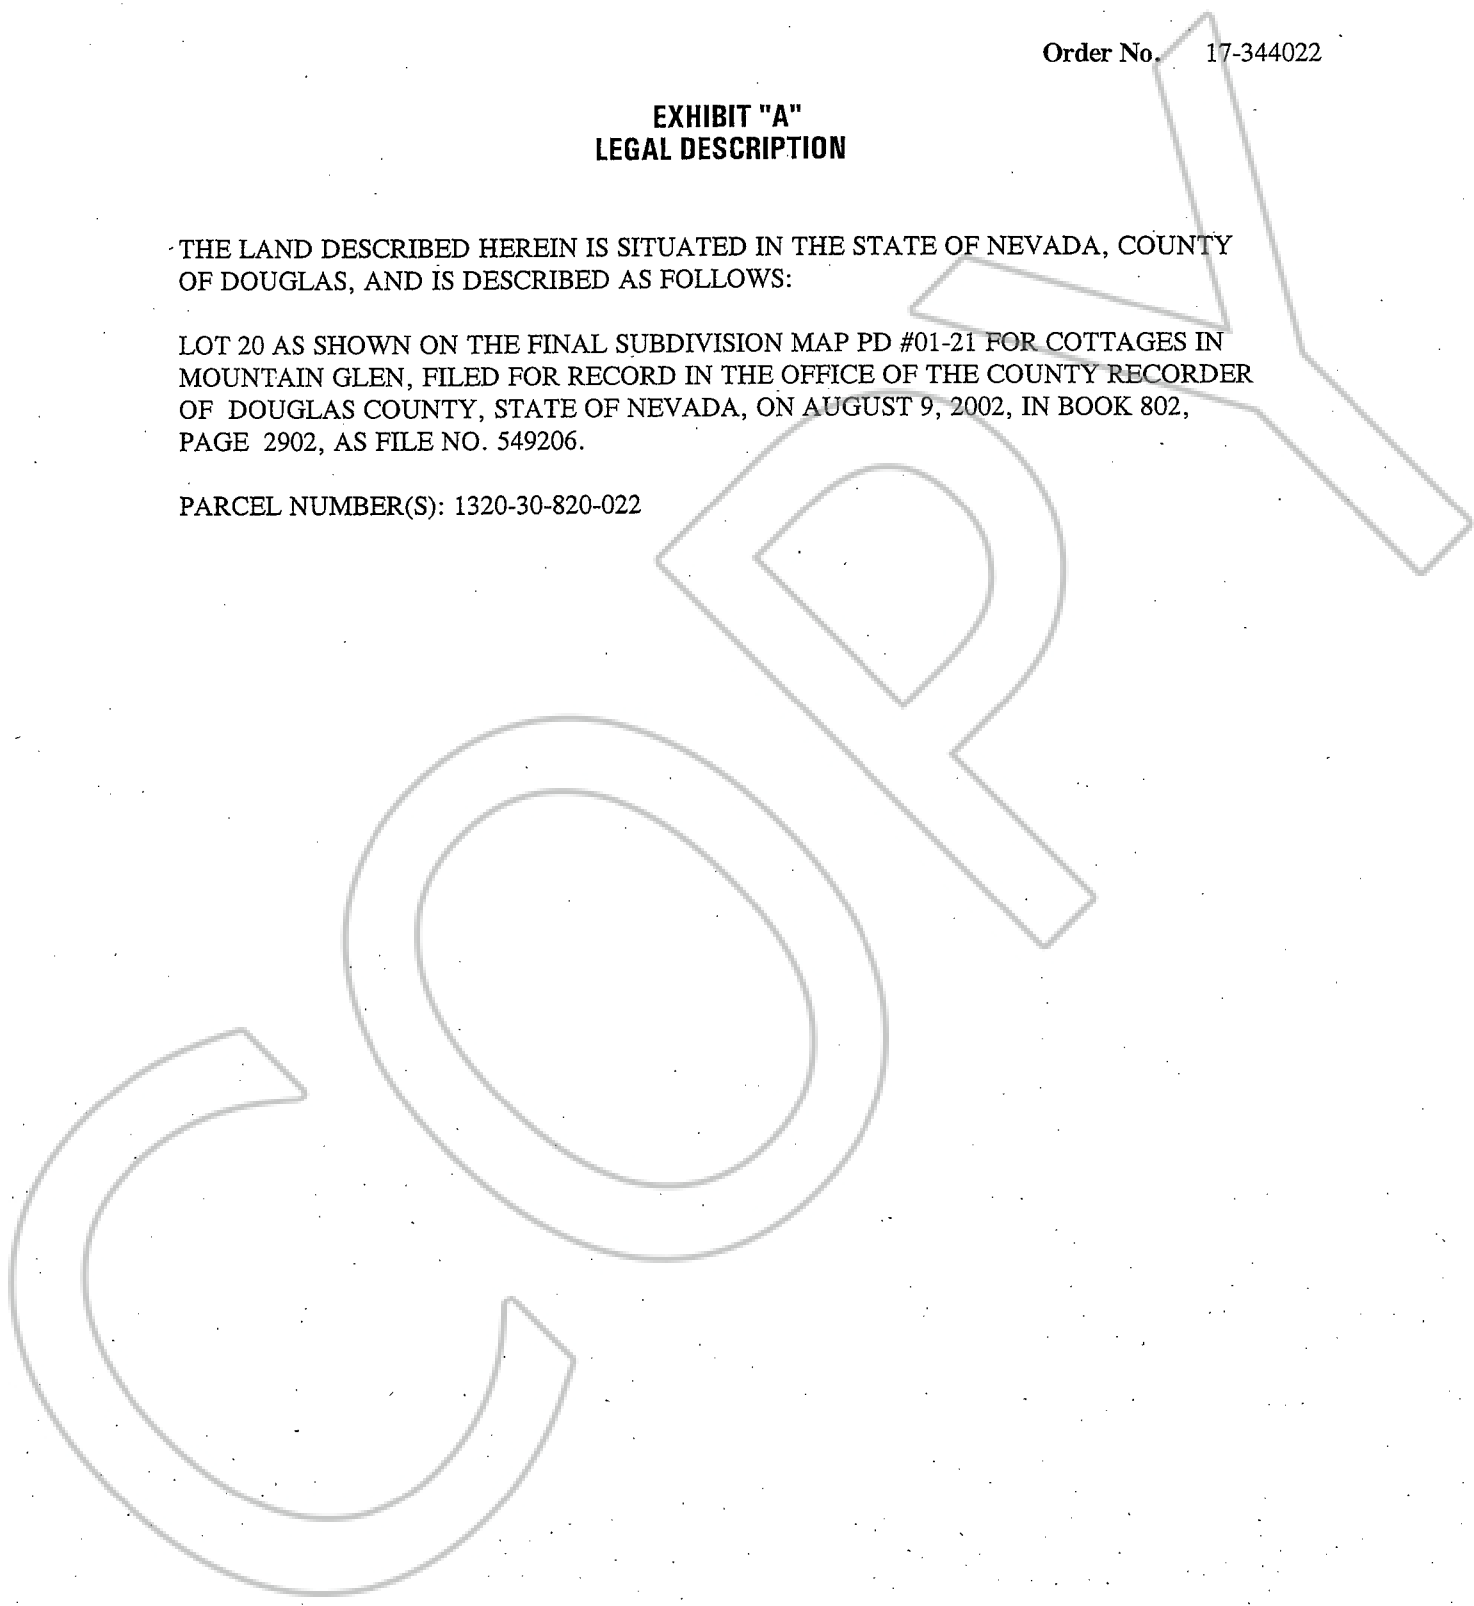 Order No. 17-344022
EXHIBIT "A"
LEGAL DESCRIPTION
THE LAND DESCRIBED HEREIN IS SITUATED IN THE STATE OF NEVADA, COUNTY
OF DOUGLAS, AND IS DESCRIBED AS FOLLOWS:
LOT 20 AS SHOWN ON THE FINAL SUBDIVISION MAP PD #01-21 FOR COTTAGES IN
MOUNTAIN GLEN, FILED FOR RECORD IN THE OFFICE OF THE COUNTY RECORDER
OF DOUGLAS COUNTY, STATE OF NEVADA, ON AUGUST 9, 2002, IN BOOK 802,
PAGE 2902, AS FILE NO. 549206.
PARCEL NUMBER(S): 1320-30-820-022
COPY